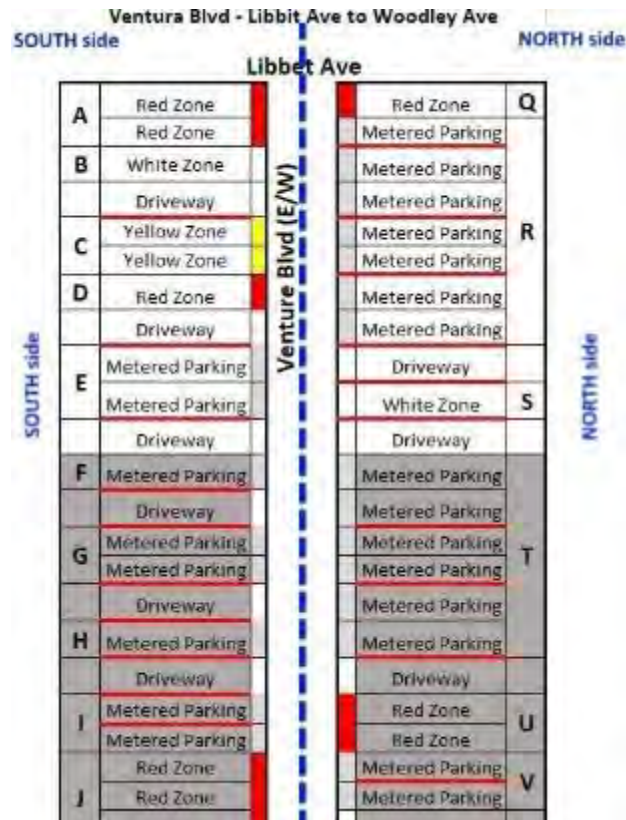 Ventura Blvd - Libbit Ave to Woodley Ave
SOUTH side
NORTH side
Libbet Ave
A
Red Zone
Red Zone
B
White Zone
Driveway
C
Yellow Zone
Yellow Zone
D
Red Zone
Driveway
E
Metered Parking
Metered Parking
Driveway
F
Metered Parking
Driveway
G
Metered Parking
Metered Parking
Driveway
H
Metered Parking
Driveway
I
Metered Parking
Metered Parking
J
Red Zone
Red Zone
SOUTH side
Venture Blvd (E/W)
Red Zone
Q
Metered Parking
Metered Parking
Metered Parking
Metered Parking
R
Metered Parking
Metered Parking
Metered Parking
Driveway
White Zone
S
Driveway
Metered Parking
Metered Parking
Metered Parking
Metered Parking
T
Metered Parking
Metered Parking
Driveway
Red Zone
U
Red Zone
Metered Parking
V
Metered Parking
NORTH side